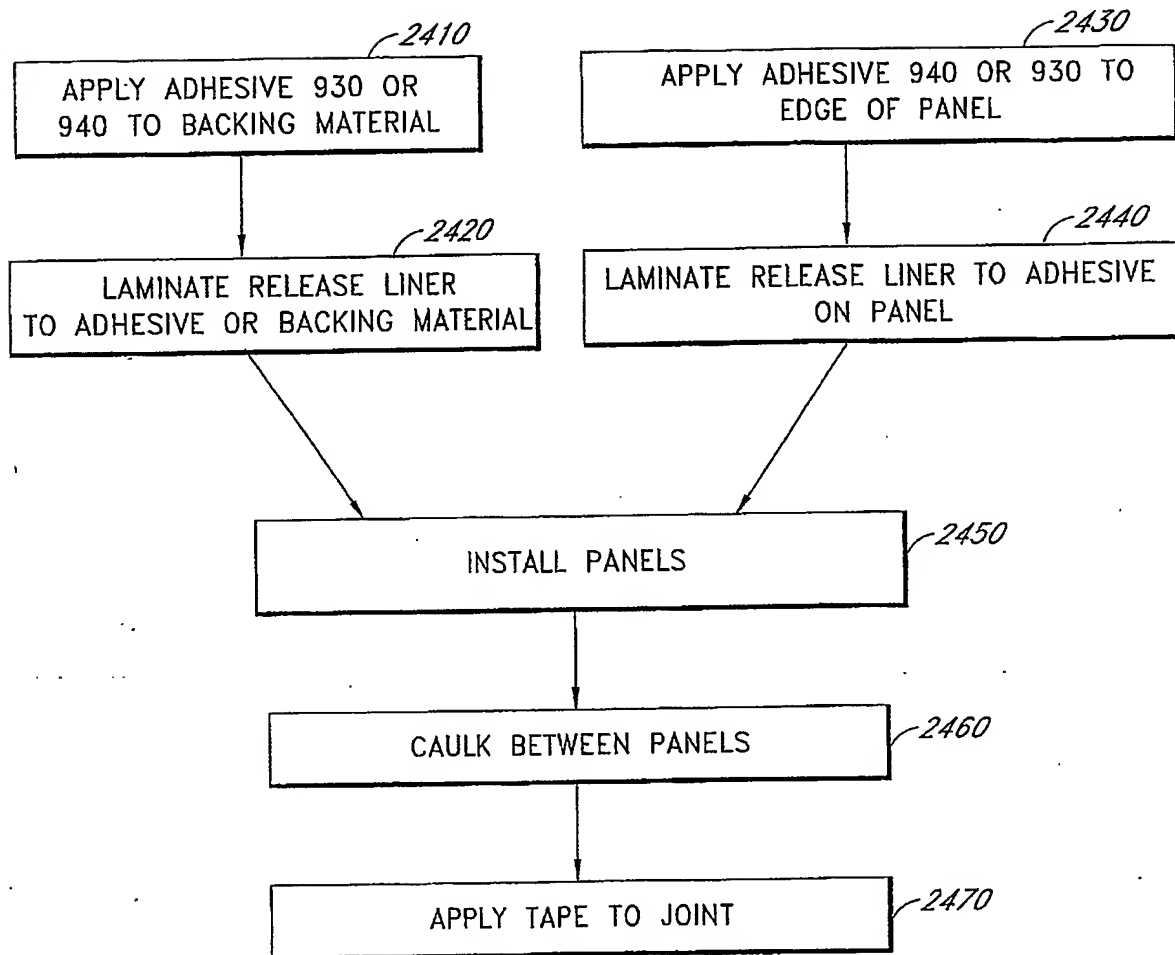 2410
APPLY ADHESIVE 930 OR
940 TO BACKING MATERIAL
2430
APPLY ADHESIVE 940 OR 930 TO
EDGE OF PANEL
2420
LAMINATE RELEASE LINER
TO ADHESIVE OR BACKING MATERIAL
2440
LAMINATE RELEASE LINER TO ADHESIVE
ON PANEL
2450
INSTALL PANELS
2460
CAULK BETWEEN PANELS
2470
APPLY TAPE TO JOINT